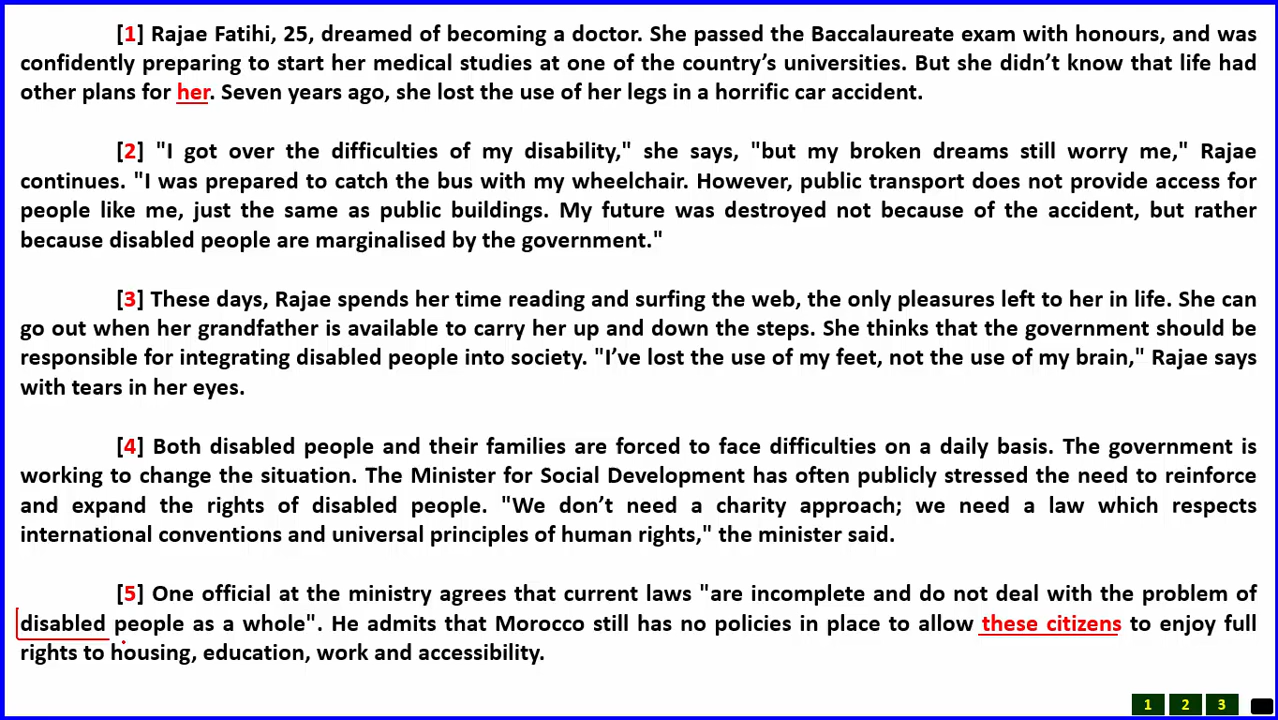 [1] Rajae Fatihi, 25, dreamed of becoming a doctor. She passed the Baccalaureate exam with honours, and was
confidently preparing to start her medical studies at one of the country’s universities. But she didn’t know that life had
other plans for her. Seven years ago, she lost the use of her legs in a horrific car accident.
[2] "I got over the difficulties of my disability," she says, "but my broken dreams still worry me," Rajae
continues. "I was prepared to catch the bus with my wheelchair. However, public transport does not provide access for
people like me, just the same as public buildings. My future was destroyed not because of the accident, but rather
because disabled people are marginalised by the government."
[3] These days, Rajae spends her time reading and surfing the web, the only pleasures left to her in life. She can
go out when her grandfather is available to carry her up and down the steps. She thinks that the government should be
responsible for integrating disabled people into society. "I’ve lost the use of my feet, not the use of my brain," Rajae says
with tears in her eyes.
[4] Both disabled people and their families are forced to face difficulties on a daily basis. The government is
working to change the situation. The Minister for Social Development has often publicly stressed the need to reinforce
and expand the rights of disabled people. "We don’t need a charity approach; we need a law which respects
international conventions and universal principles of human rights," the minister said.
[5] One official at the ministry agrees that current laws "are incomplete and do not deal with the problem of
disabled people as a whole". He admits that Morocco still has no policies in place to allow these citizens to enjoy full
rights to housing, education, work and accessibility.
1 2 3